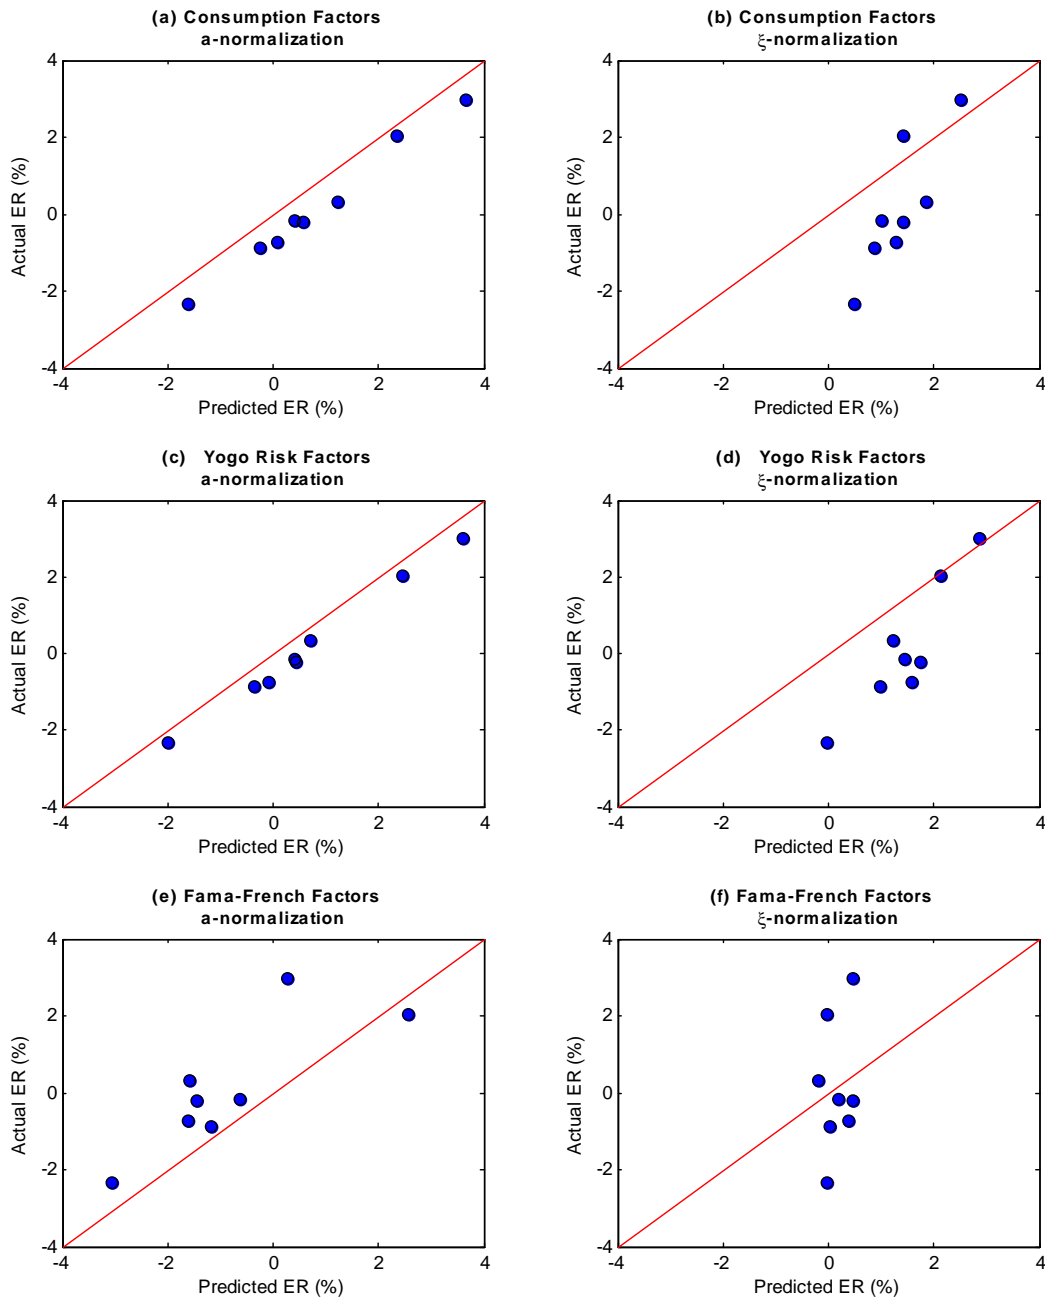 (a) Consumption Factors
a-normalization
4
2
0
-2
-4
-4
-2
0
2
4
Actual ER (%)
Predicted ER (%)
(b) Consumption Factors
ξ-normalization
4
2
0
-2
-4
-4
-2
0
2
4
Actual ER (%)
Predicted ER (%)
(c) Yogo Risk Factors
a-normalization
4
2
0
-2
-4
-4
-2
0
2
4
Actual ER (%)
Predicted ER (%)
(d) Yogo Risk Factors
ξ-normalization
4
2
0
-2
-4
-4
-2
0
2
4
Actual ER (%)
Predicted ER (%)
(e) Fama-French Factors
a-normalization
4
2
0
-2
-4
-4
-2
0
2
4
Actual ER (%)
Predicted ER (%)
(f) Fama-French Factors
ξ-normalization
4
2
0
-2
-4
-4
-2
0
2
4
Actual ER (%)
Predicted ER (%)